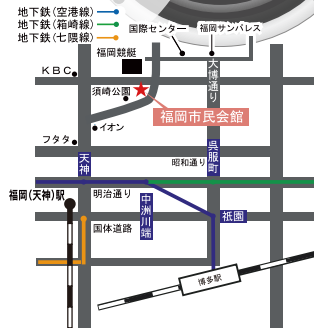 地下鉄(空港線)
地下鉄(箱崎線)
地下鉄(七隈線)
国際センター
福岡サンパレス
福岡競艇
KBC
大博通り
須崎公園
福岡市民会館
イオン
フタタ
天神
昭和通り
呉服町
福岡(天神)駅
明治通り
中洲川端
祇園
国体道路
博多駅